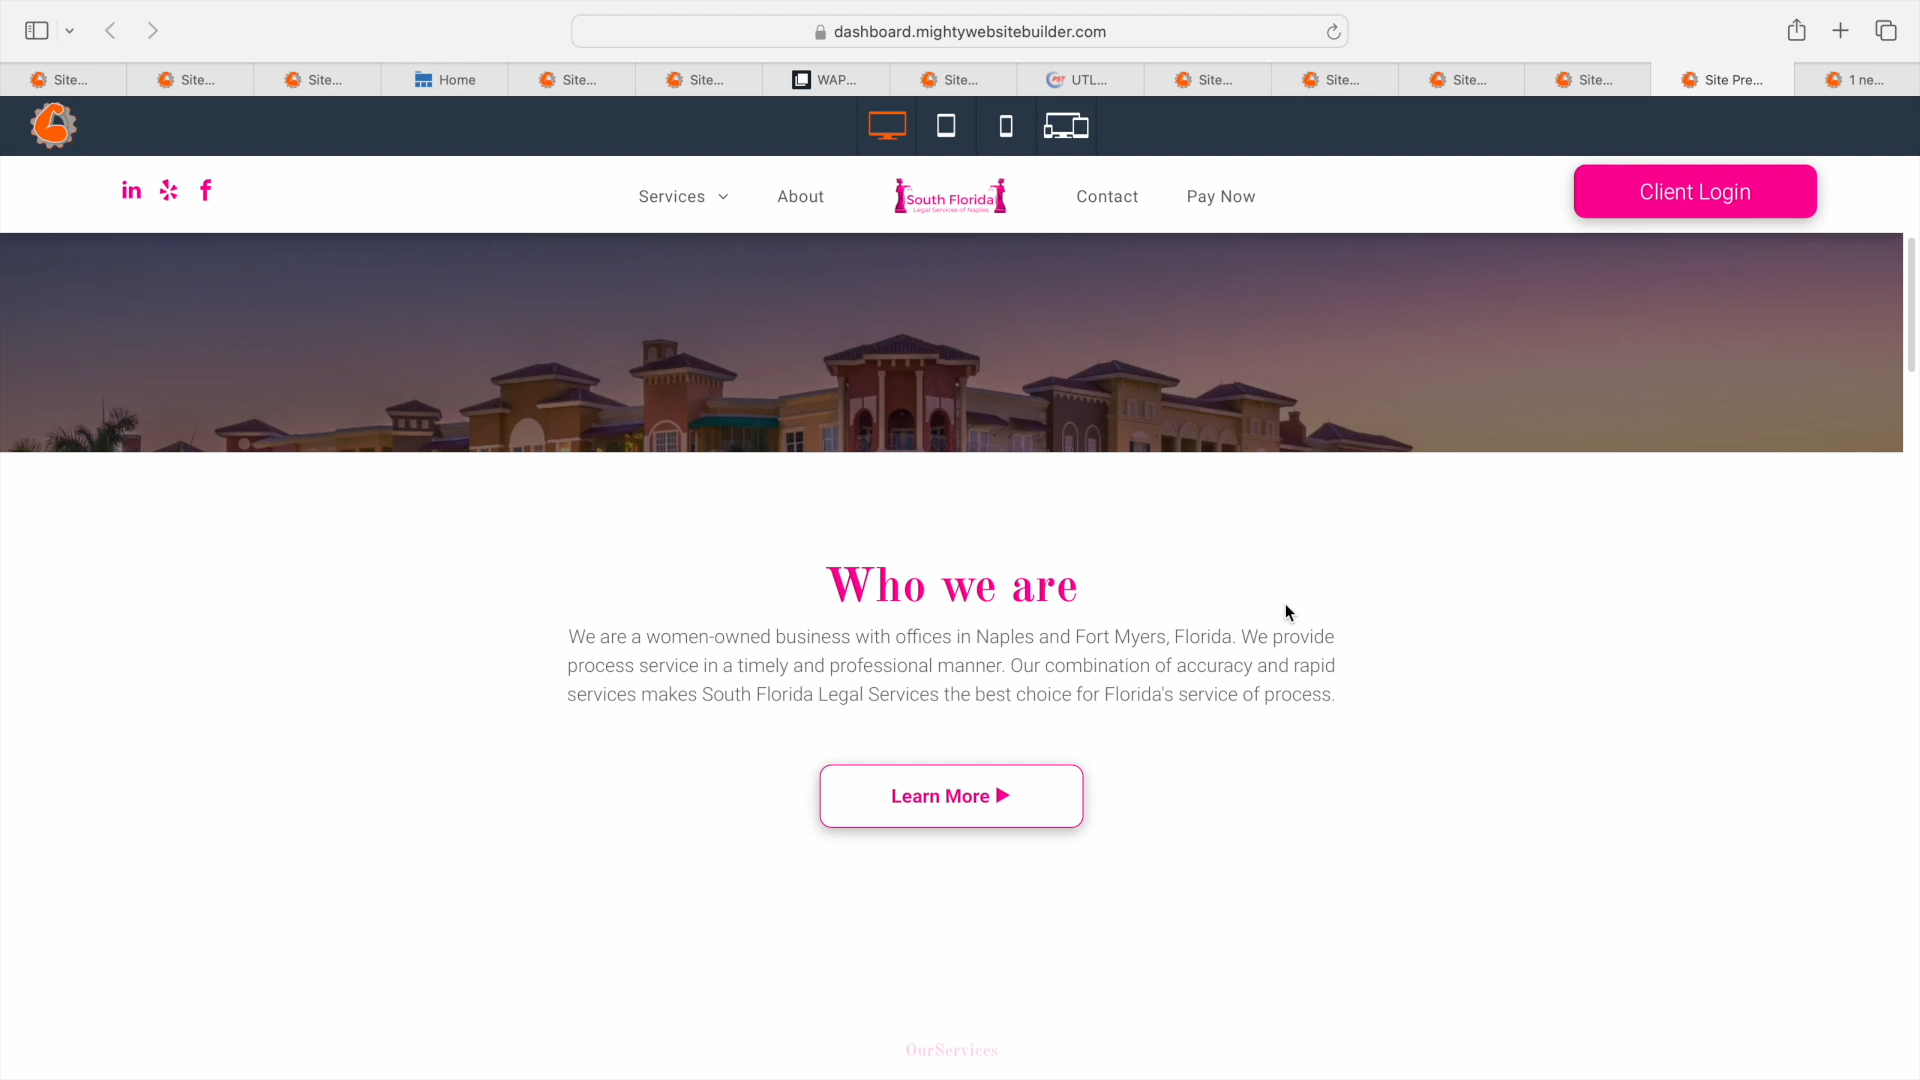 dashboard.mightywebsitebuilder.com
Site... Site... Site... Home Site... Site... WAP... Site... UTL... Site... Site... Site... Site... Site Pre... 1 ne...
Services About South Florida Contact Pay Now Client Login
Legal Services of Naples
Who we are
We are a women-owned business with offices in Naples and Fort Myers, Florida. We provide
process service in a timely and professional manner. Our combination of accuracy and rapid
services makes South Florida Legal Services the best choice for Florida's service of process.
Learn More
OurServices